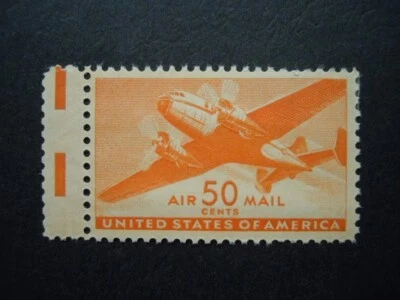 AIR 50 MAIL
CENTS
UNITED STATES OF AMERICA